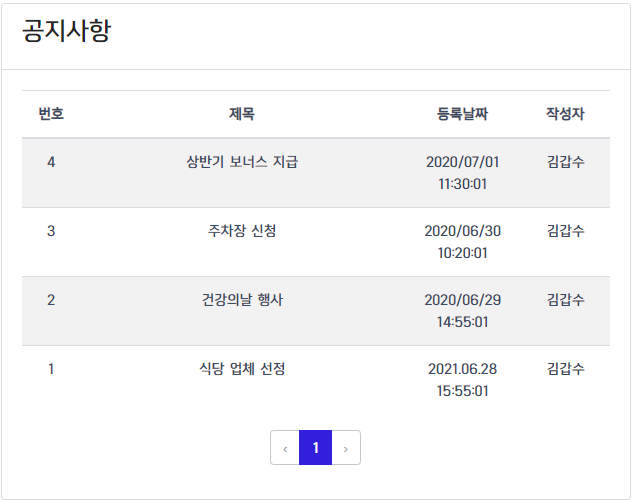 공지사항
번호 제목 등록날짜 작성자
4 상반기 보너스 지급 2020/07/01 김갑수
11:30:01
3 주차장 신청 2020/06/30 김갑수
10:20:01
2 건강의날 행사 2020/06/29 김갑수
14:55:01
1 식당 업체 선정 2021.06.28 김갑수
15:55:01
‹ 1 ›